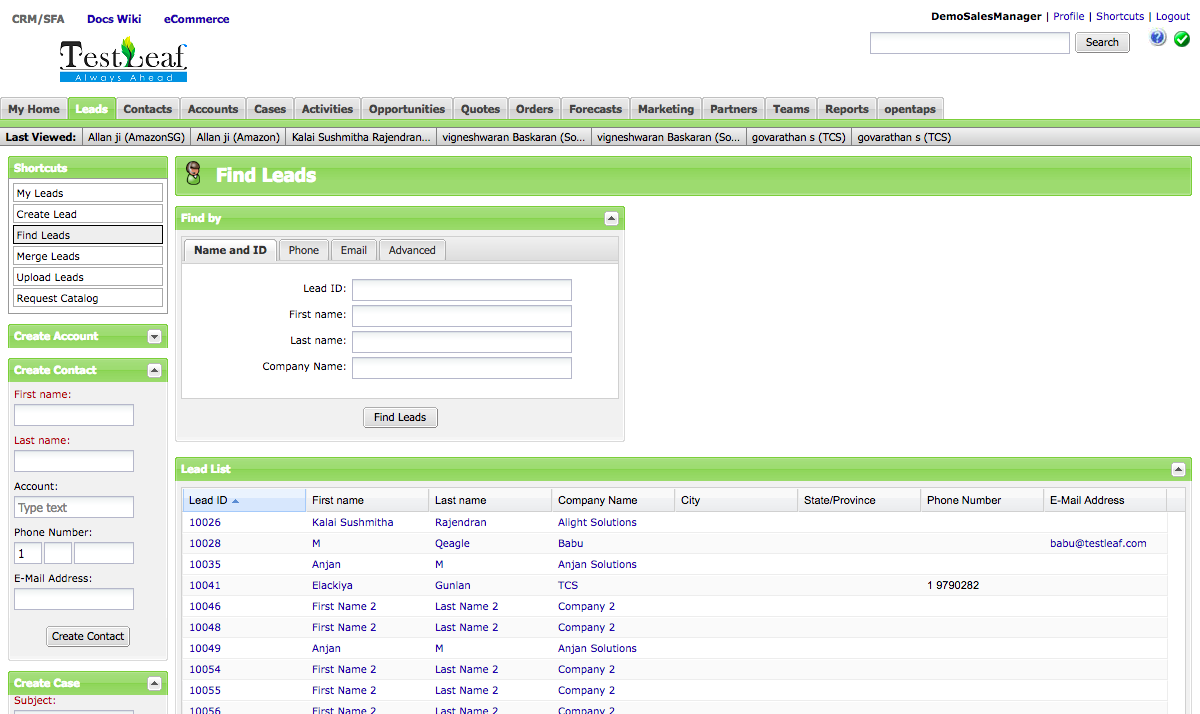 CRM/SFA Docs Wiki eCommerce
DemoSalesManager | Profile | Shortcuts | Logout
TestLeaf
Always Ahead
Search
My Home Leads Contacts Accounts Cases Activities Opportunities Quotes Orders Forecasts Marketing Partners Teams Reports opentaps
Last Viewed: Allan ji (AmazonSG) Allan ji (Amazon) Kalai Sushmitha Rajendran... vigneshwaran Baskaran (So... vigneshwaran Baskaran (So... govarathan s (TCS) govarathan s (TCS)
Shortcuts
My Leads
Create Lead
Find Leads
Merge Leads
Upload Leads
Request Catalog
Create Account
Create Contact
First name:
Last name:
Account:
Type text
Phone Number:
1
E-Mail Address:
Create Contact
Create Case
Subject:
Find Leads
Find by
Name and ID Phone Email Advanced
Lead ID:
First name:
Last name:
Company Name:
Find Leads
Lead List
Lead ID First name Last name Company Name City State/Province Phone Number E-Mail Address
10026 Kalai Sushmitha Rajendran Alight Solutions
10028 M Qeagle Babu babu@testleaf.com
10035 Anjan M Anjan Solutions
10041 Elackiya Gunian TCS 1 9790282
10046 First Name 2 Last Name 2 Company 2
10048 First Name 2 Last Name 2 Company 2
10049 Anjan M Anjan Solutions
10054 First Name 2 Last Name 2 Company 2
10055 First Name 2 Last Name 2 Company 2
10056 First Name 2 Last Name 2 Company 2